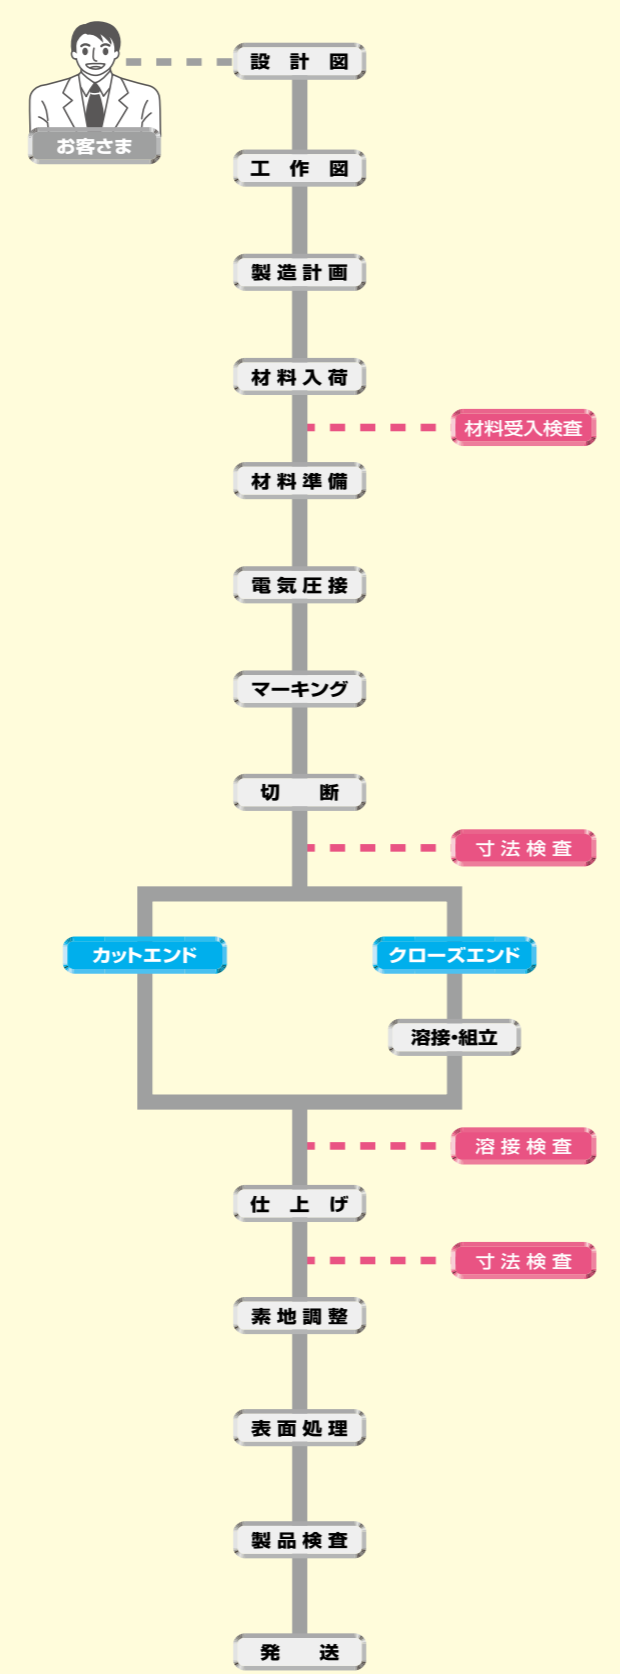 設計図
お客さま
工作図
製造計画
材料入荷
材料受入検査
材料準備
電気圧接
マーキング
切断
寸法検査
カットエンド
クローズエンド
溶接・組立
溶接検査
仕上げ
寸法検査
素地調整
表面処理
製品検査
発送